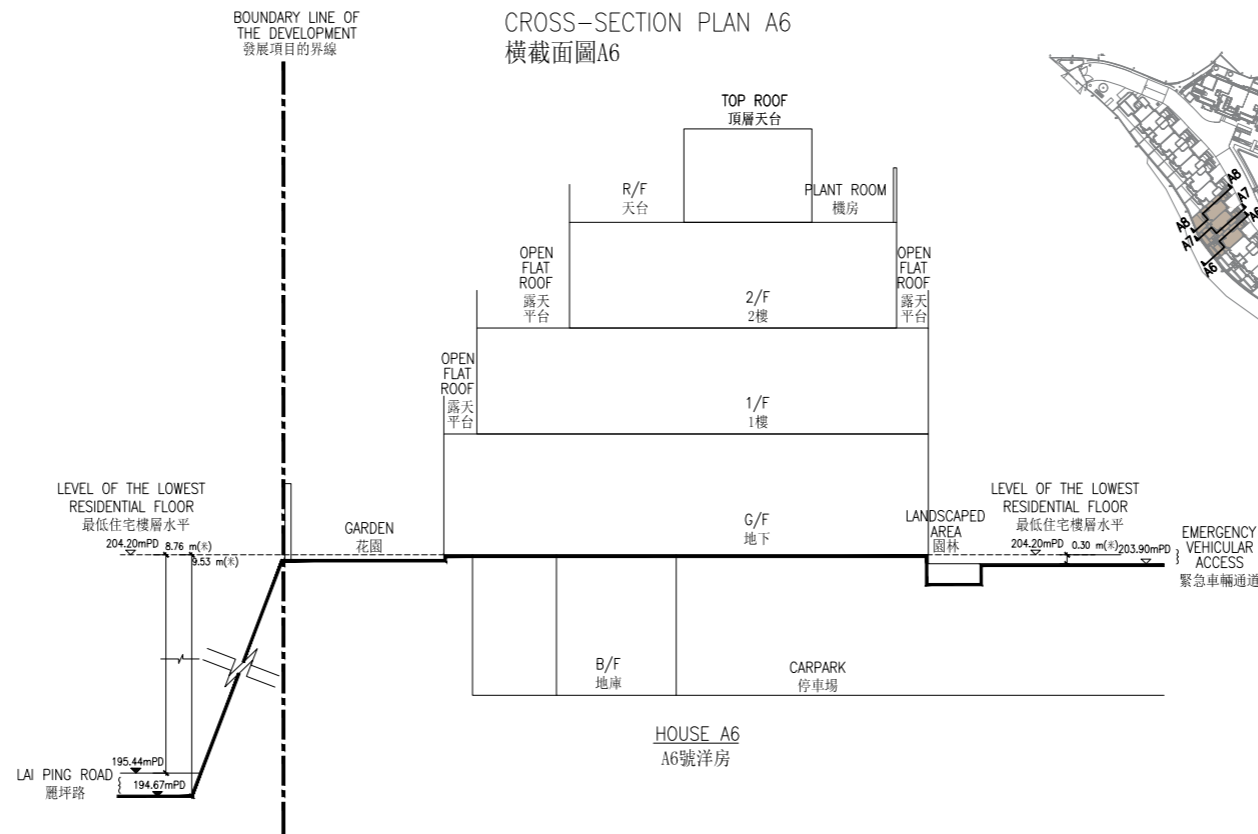 BOUNDARY LINE OF
THE DEVELOPMENT
發展項目的界線
CROSS-SECTION PLAN A6
橫截面圖A6
TOP ROOF
頂層天台
R/F
天台
PLANT ROOM
機房
OPEN
FLAT
ROOF
露天
平台
2/F
2樓
OPEN
FLAT
ROOF
露天
平台
OPEN
FLAT
ROOF
露天
平台
1/F
1樓
LEVEL OF THE LOWEST
RESIDENTIAL FLOOR
最低住宅樓層水平
204.20mPD
8.76 m(米)
9.53 m(米)
GARDEN
花園
G/F
地下
LANDSCAPED
AREA
園林
LEVEL OF THE LOWEST
RESIDENTIAL FLOOR
最低住宅樓層水平
204.20mPD
0.30 m(米)
203.90mPD
EMERGENCY
VEHICULAR
ACCESS
緊急車輛通道
B/F
地庫
CARPARK
停車場
HOUSE A6
A6號洋房
195.44mPD
LAI PING ROAD
麗坪路
194.67mPD
A8
A7
A6
A8
A7
A6